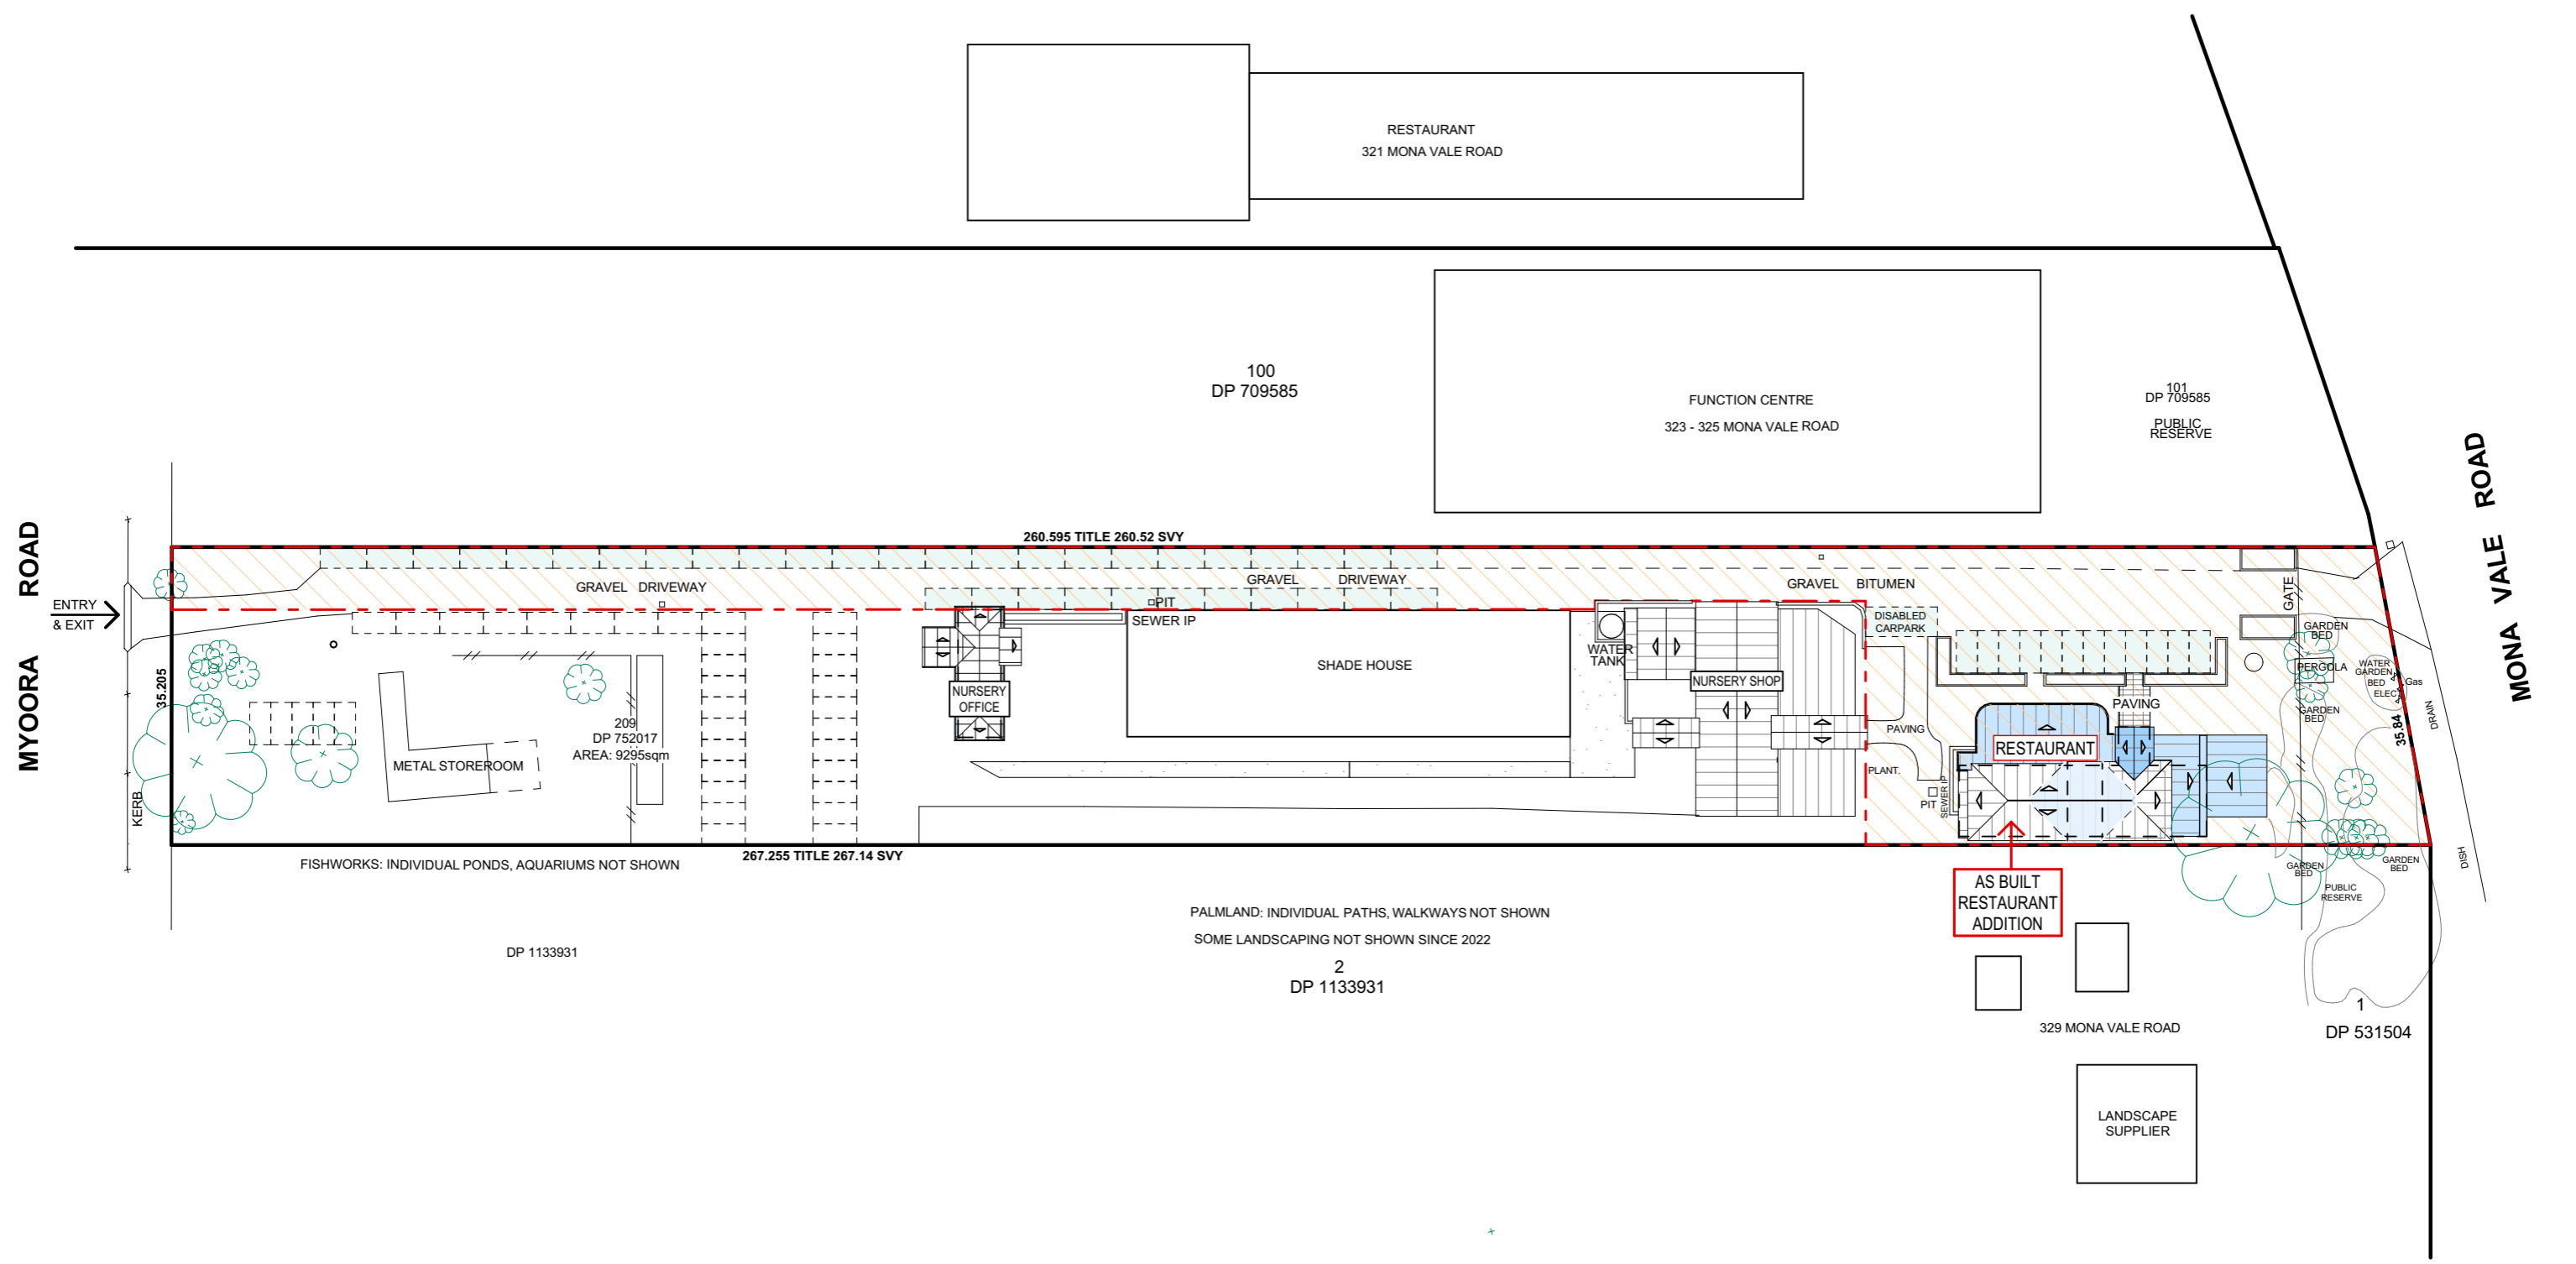 RESTAURANT
321 MONA VALE ROAD
100
DP 709585
FUNCTION CENTRE
323 - 325 MONA VALE ROAD
101
DP 709585
PUBLIC
RESERVE
MONA VALE ROAD
MYOORA ROAD
ENTRY
& EXIT
260.595 TITLE 260.52 SVY
GRAVEL DRIVEWAY
GRAVEL DRIVEWAY
GRAVEL BITUMEN
GATE
PIT
SEWER IP
DISABLED
CARPARK
GARDEN
BED
WATER
TANK
SHADE HOUSE
PERGOLA
WATER
GARDEN
BED
Gas
ELEC
35.205
NURSERY
OFFICE
NURSERY SHOP
GARDEN
BED
PAVING
DRAIN
35.84
209
DP 752017
AREA: 9295sqm
METAL STOREROOM
PAVING
RESTAURANT
PLANT.
PIT
SEWER IP
KERB
FISHWORKS: INDIVIDUAL PONDS, AQUARIUMS NOT SHOWN
267.255 TITLE 267.14 SVY
GARDEN
BED
GARDEN
BED
DISH
PUBLIC
RESERVE
AS BUILT
RESTAURANT
ADDITION
PALMLAND: INDIVIDUAL PATHS, WALKWAYS NOT SHOWN
SOME LANDSCAPING NOT SHOWN SINCE 2022
DP 1133931
2
DP 1133931
1
DP 531504
329 MONA VALE ROAD
LANDSCAPE
SUPPLIER